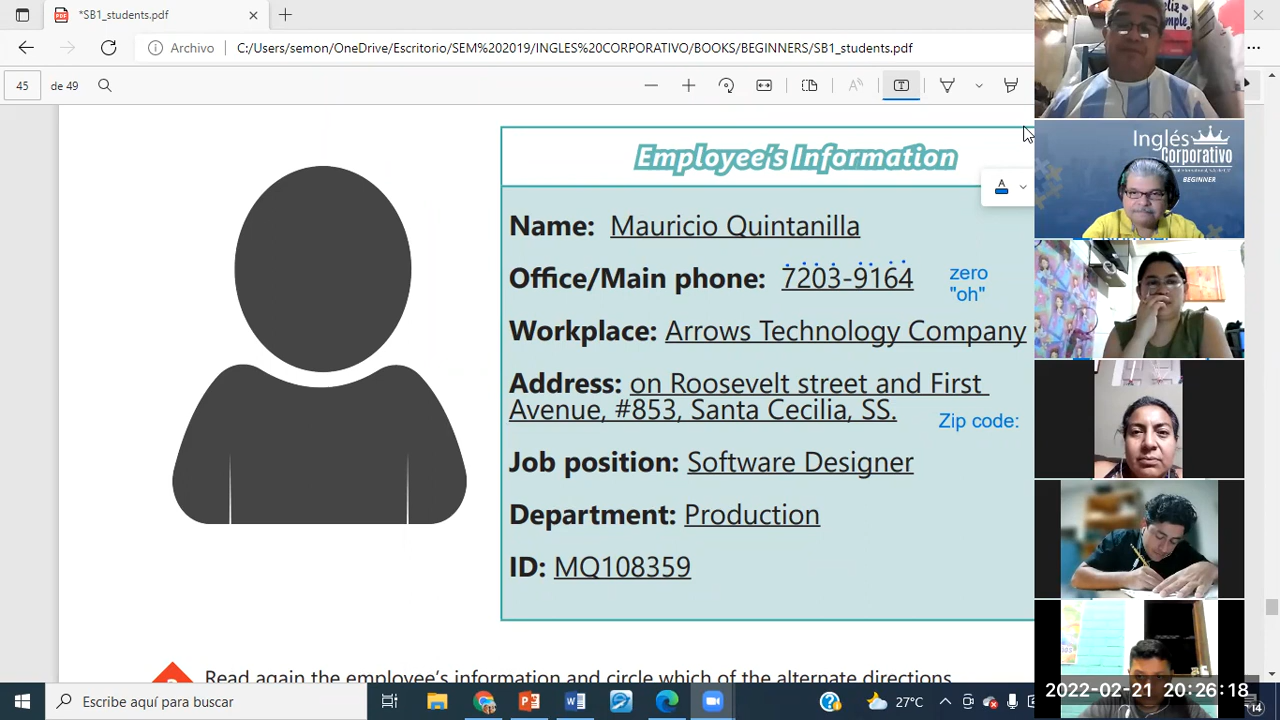 *SB1_students.pdf
Archivo
C:/Users/semon/OneDrive/Escritorio/SEM%202019/INGLES%20CORPORATIVO/BOOKS/BEGINNERS/SB1_students.pdf
45 de 49
Employee's Information
Name: Mauricio Quintanilla
Office/Main phone: 7203-9164
zero
"oh"
Workplace: Arrows Technology Company
Address: on Roosevelt street and First
Avenue, #853, Santa Cecilia, SS.
Zip code:
Job position: Software Designer
Department: Production
ID: MQ108359
Read again the employee's information and circle which of the alternate directions
Inglés
Corporativo
BEGINNER
Escribe aquí para buscar
27°C
2022-02-21 20:26:18
14